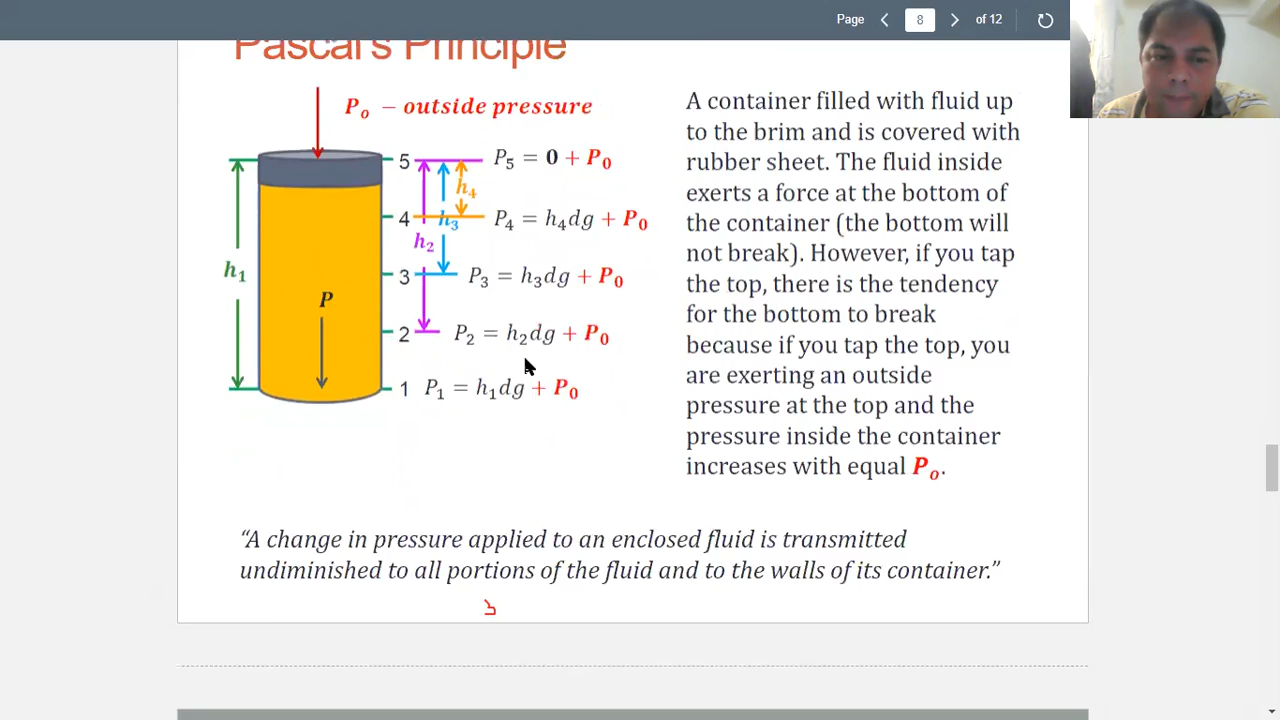 Page 8 of 12
Pascal's Principle
Pₒ − outside pressure
5 P₅ = 0 + P₀
h₄
4 P₄ = h₄dg + P₀
h₃
h₂
h₁
3 P₃ = h₃dg + P₀
P
2 P₂ = h₂dg + P₀
1 P₁ = h₁dg + P₀
A container filled with fluid up
to the brim and is covered with
rubber sheet. The fluid inside
exerts a force at the bottom of
the container (the bottom will
not break). However, if you tap
the top, there is the tendency
for the bottom to break
because if you tap the top, you
are exerting an outside
pressure at the top and the
pressure inside the container
increases with equal Pₒ.
“A change in pressure applied to an enclosed fluid is transmitted
undiminished to all portions of the fluid and to the walls of its container.”